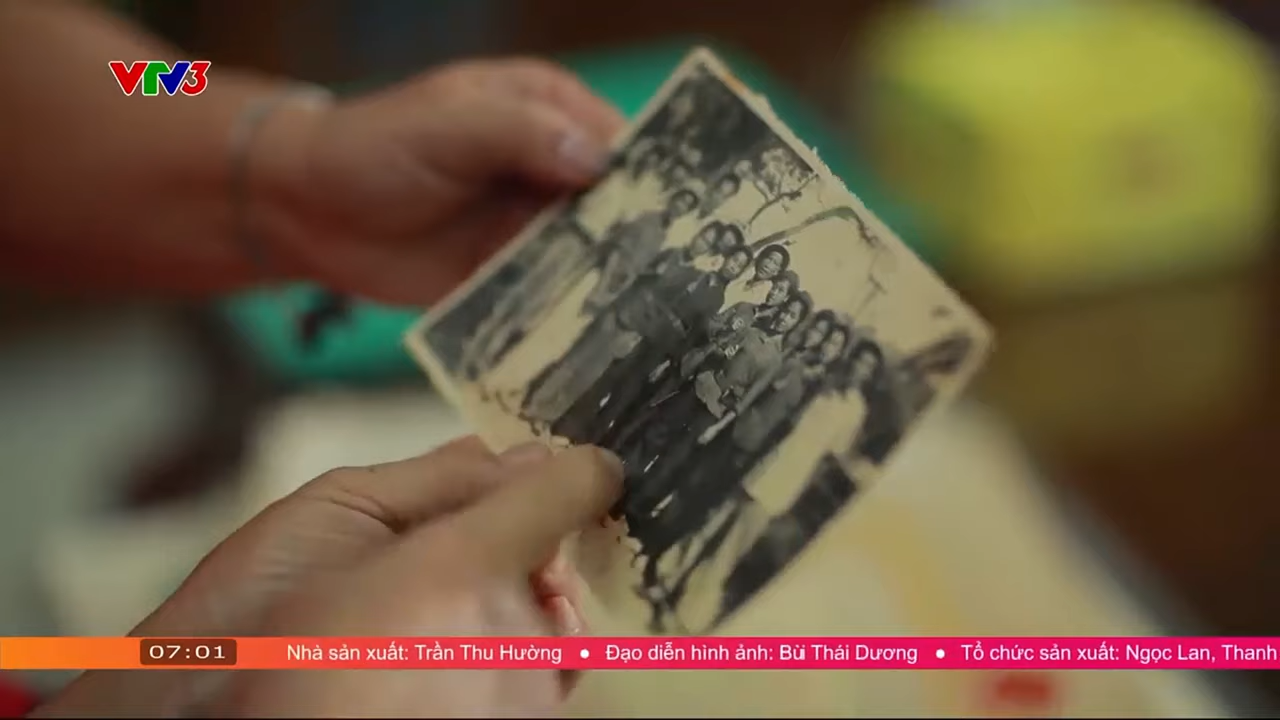 VTV3
07:01 Nhà sản xuất: Trần Thu Hường ● Đạo diễn hình ảnh: Bùi Thái Dương ● Tổ chức sản xuất: Ngọc Lan, Thanh